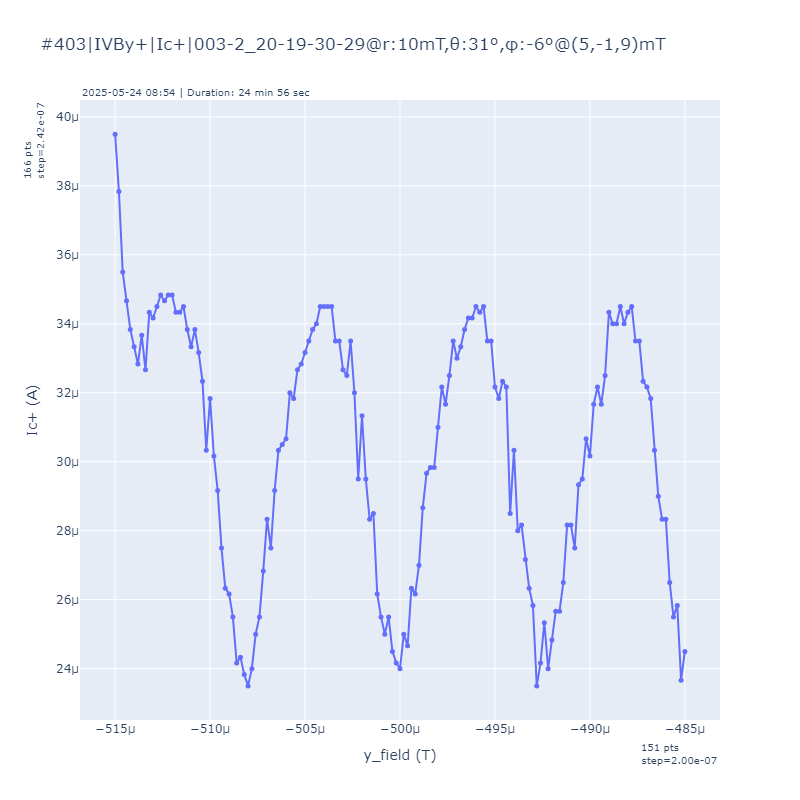 #403|IVBy+|Ic+|003-2_20-19-30-29@r:10mT,θ:31º,φ:-6º@(5,-1,9)mT
2025-05-24 08:54 | Duration: 24 min 56 sec
166 pts
step=2.42e-07
40μ
38μ
36μ
34μ
32μ
30μ
28μ
26μ
24μ
Ic+ (A)
−515μ
−510μ
−505μ
−500μ
−495μ
−490μ
−485μ
y_field (T)
151 pts
step=2.00e-07